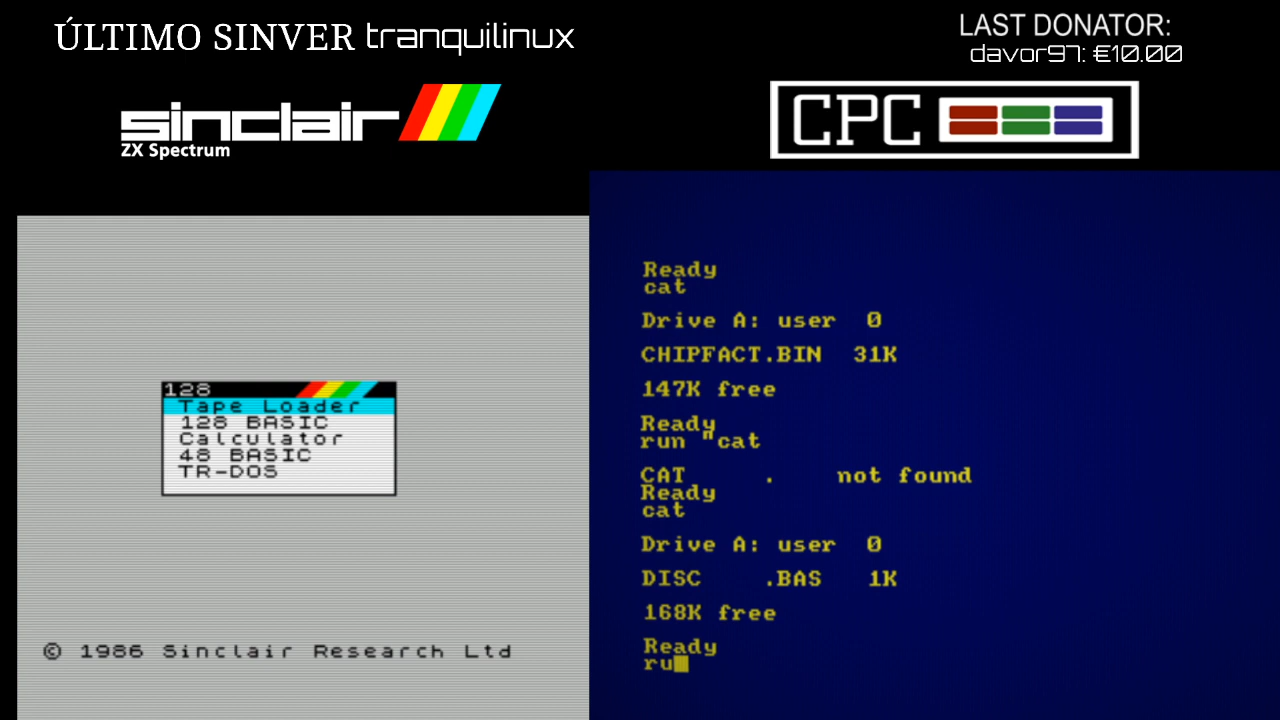 ÚLTIMO SINVER tranquilinux
LAST DONATOR:
davor97: €10.00
sinclair
ZX Spectrum
CPC
128
Tape Loader
128 BASIC
Calculator
48 BASIC
TR-DOS
© 1986 Sinclair Research Ltd
Ready
cat
Drive A: user 0
CHIPFACT.BIN 31K
147K free
Ready
run "cat
CAT . not found
Ready
cat
Drive A: user 0
DISC .BAS 1K
168K free
Ready
ru